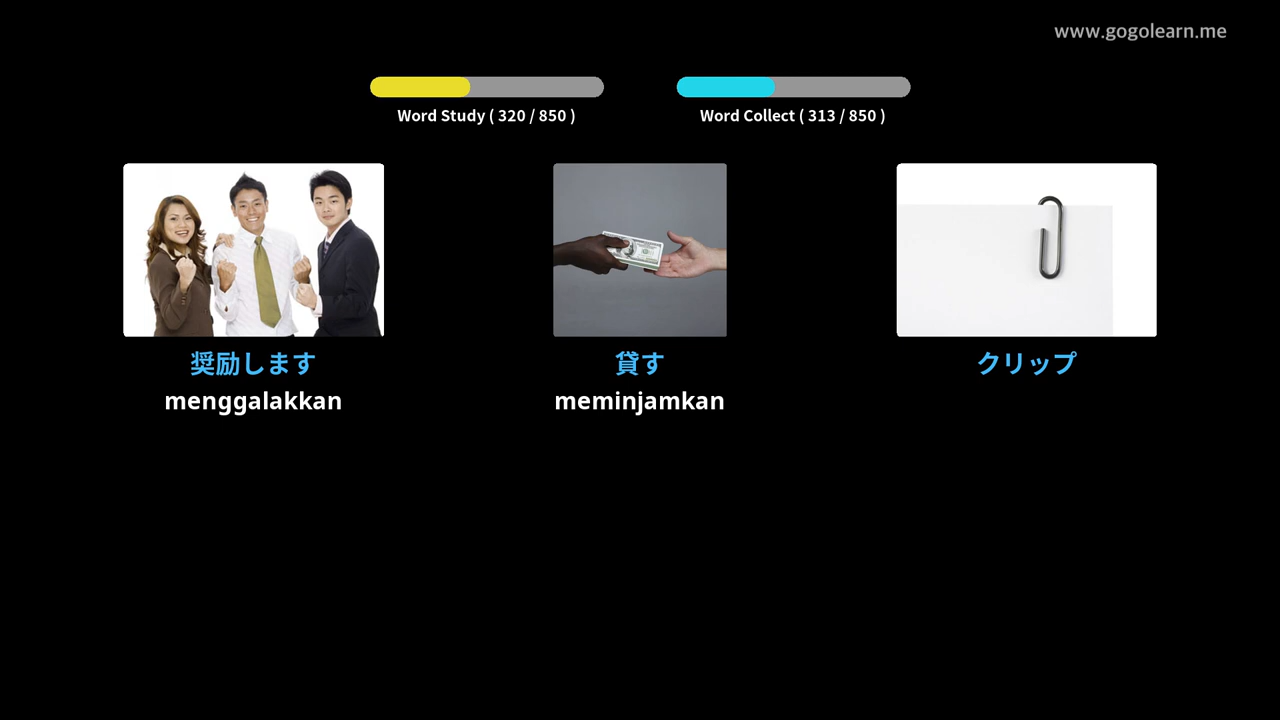 www.gogolearn.me
Word Study ( 320 / 850 )
Word Collect ( 313 / 850 )
奨励します
menggalakkan
貸す
meminjamkan
クリップ